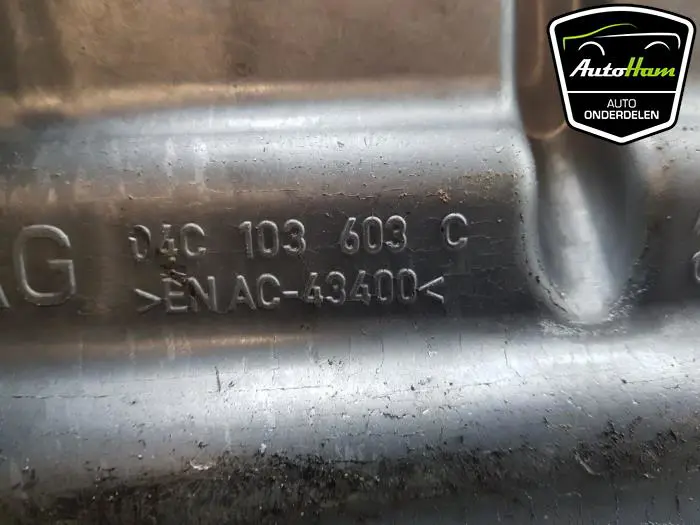 AutoHam
AUTO
ONDERDELEN
AG 04C 103 603 C
>EN AC-43400<